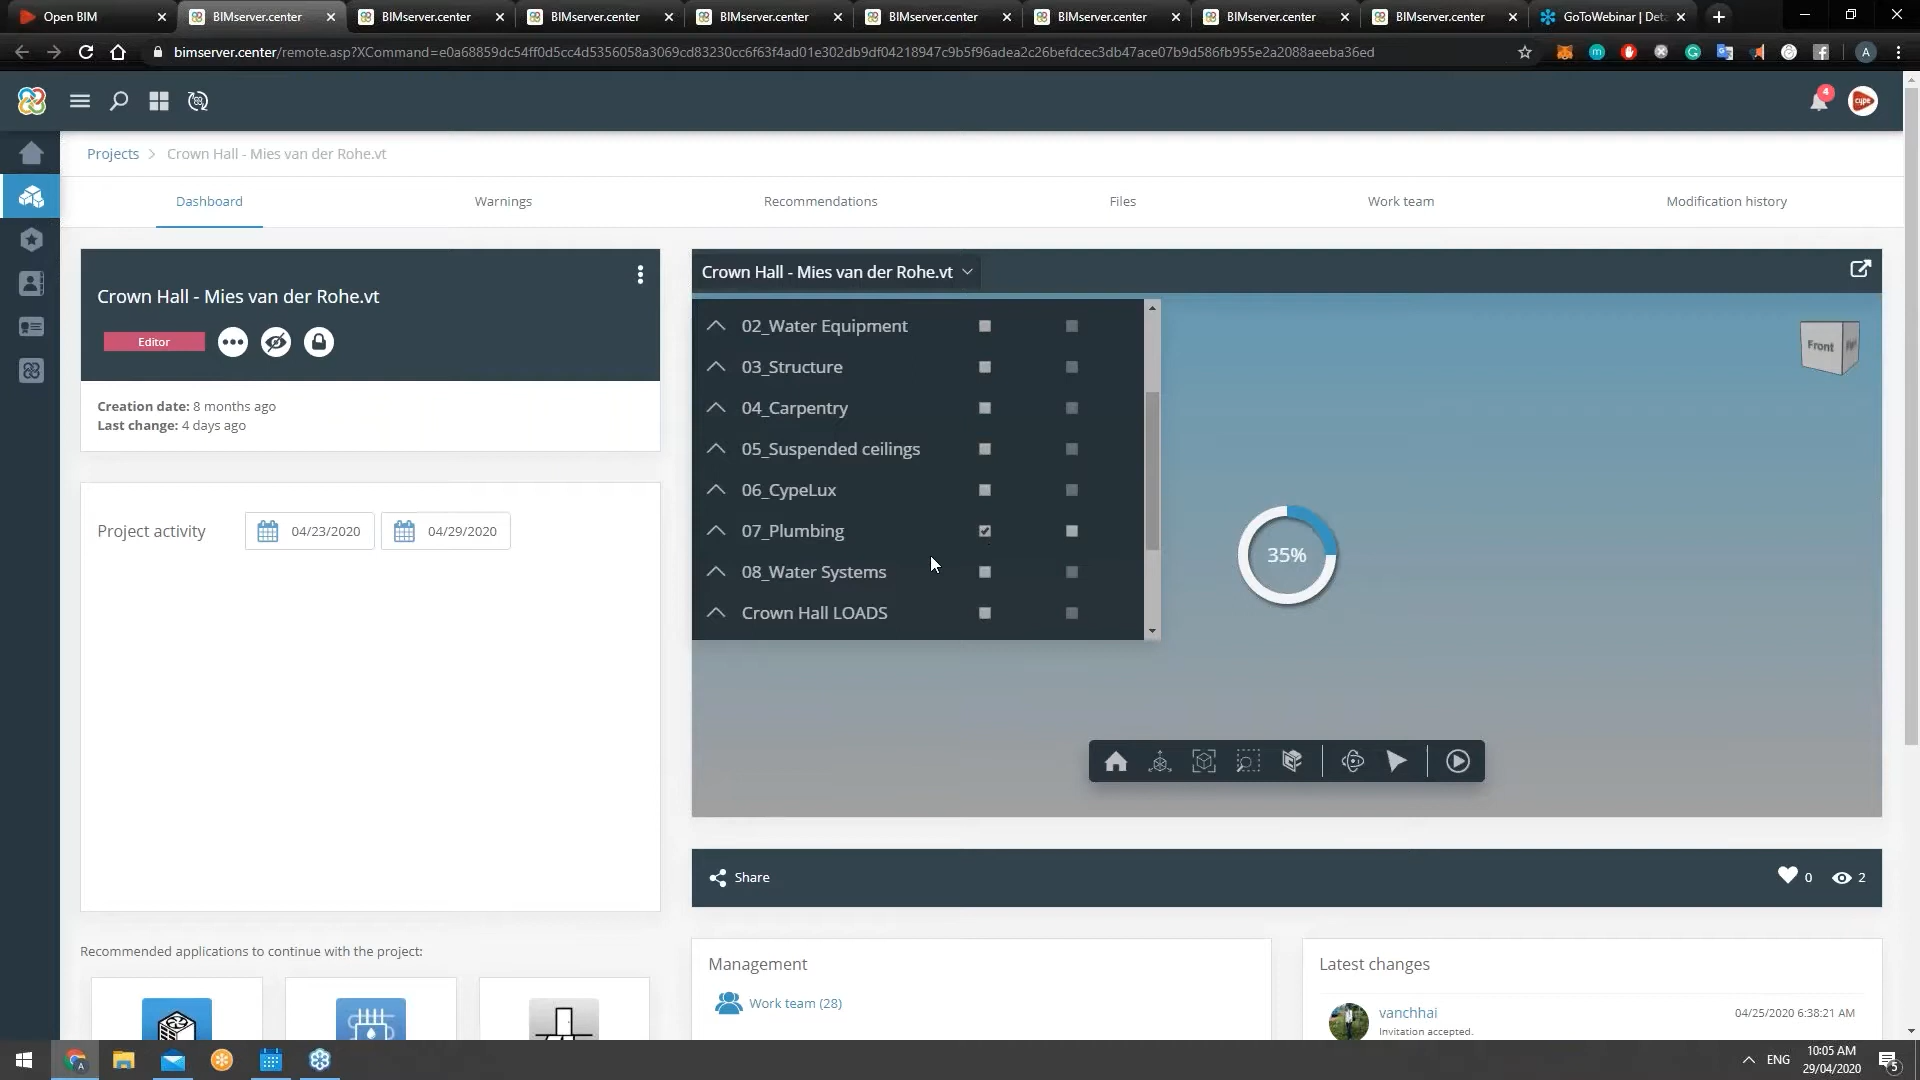 Open BIM
BIMserver.center
BIMserver.center
BIMserver.center
BIMserver.center
BIMserver.center
BIMserver.center
BIMserver.center
BIMserver.center
GoToWebinar | Det
bimserver.center/remote.asp?XCommand=e0a68859dc54ff0d5cc4d5356058a3069cd83230cc6f63f4ad01e302db9df04218947c9b5f96adea2c26befdcec3db47ace07b9d586fb955e2a2088aeeba36ed
A
4
cype
Projects > Crown Hall - Mies van der Rohe.vt
Dashboard
Warnings
Recommendations
Files
Work team
Modification history
Crown Hall - Mies van der Rohe.vt
Editor
Creation date: 8 months ago
Last change: 4 days ago
Project activity
04/23/2020
04/29/2020
Recommended applications to continue with the project:
Crown Hall - Mies van der Rohe.vt
02_Water Equipment
03_Structure
04_Carpentry
05_Suspended ceilings
06_CypeLux
07_Plumbing
08_Water Systems
Crown Hall LOADS
Front
35%
Share
0
2
Management
Work team (28)
Latest changes
vanchhai
04/25/2020 6:38:21 AM
Invitation accepted.
A
ENG
10:05 AM
29/04/2020
5